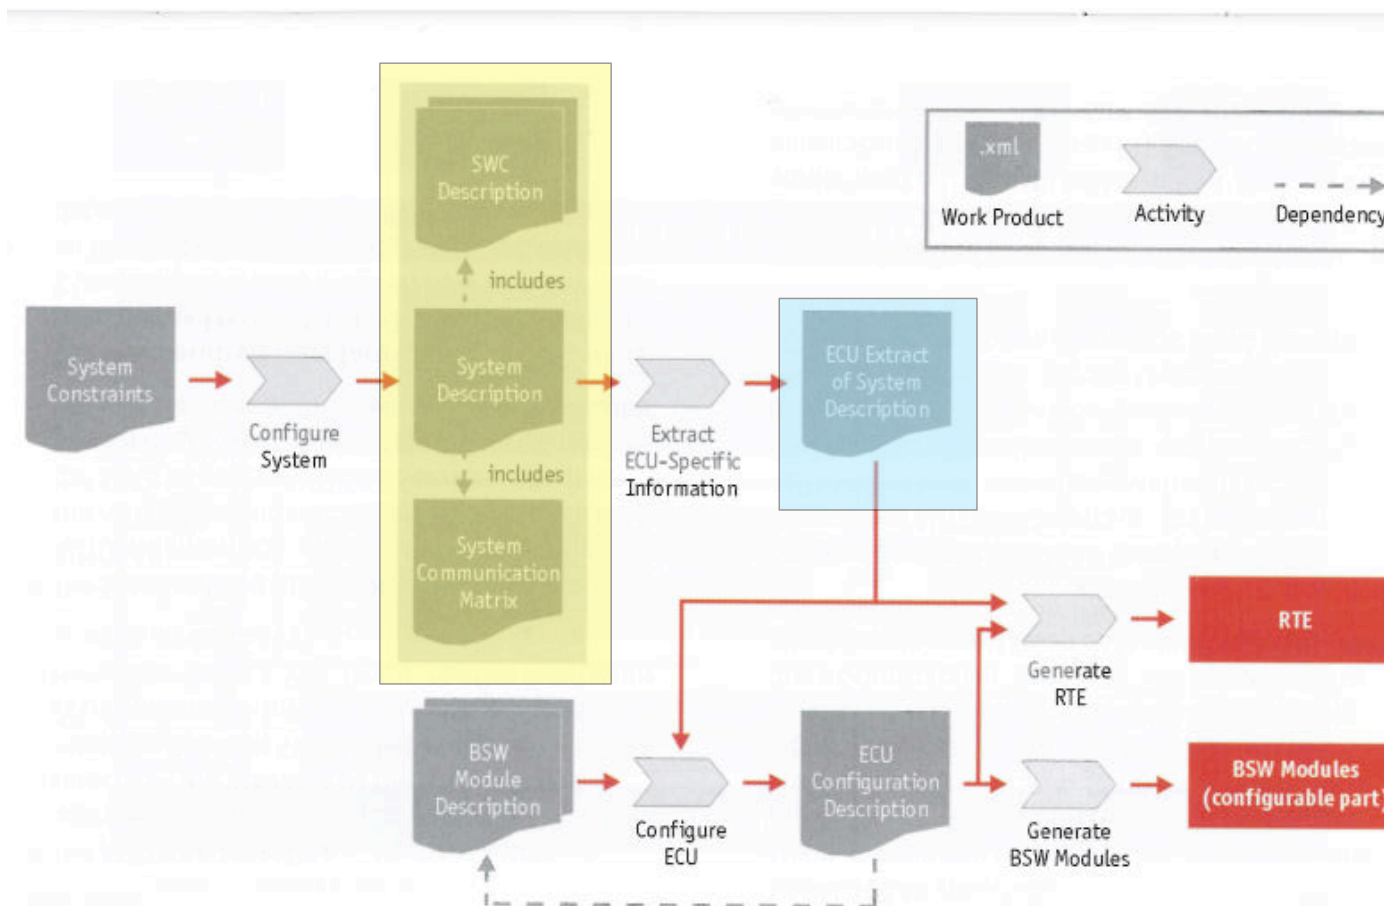 SWC
Description
.xml
Work Product
Activity
Dependency
includes
System
Constraints
Configure
System
System
Description
Extract
ECU-Specific
Information
ECU Extract
of System
Description
includes
System
Communication
Matrix
Generate
RTE
RTE
BSW
Module
Description
Configure
ECU
ECU
Configuration
Description
Generate
BSW Modules
BSW Modules
(configurable part)